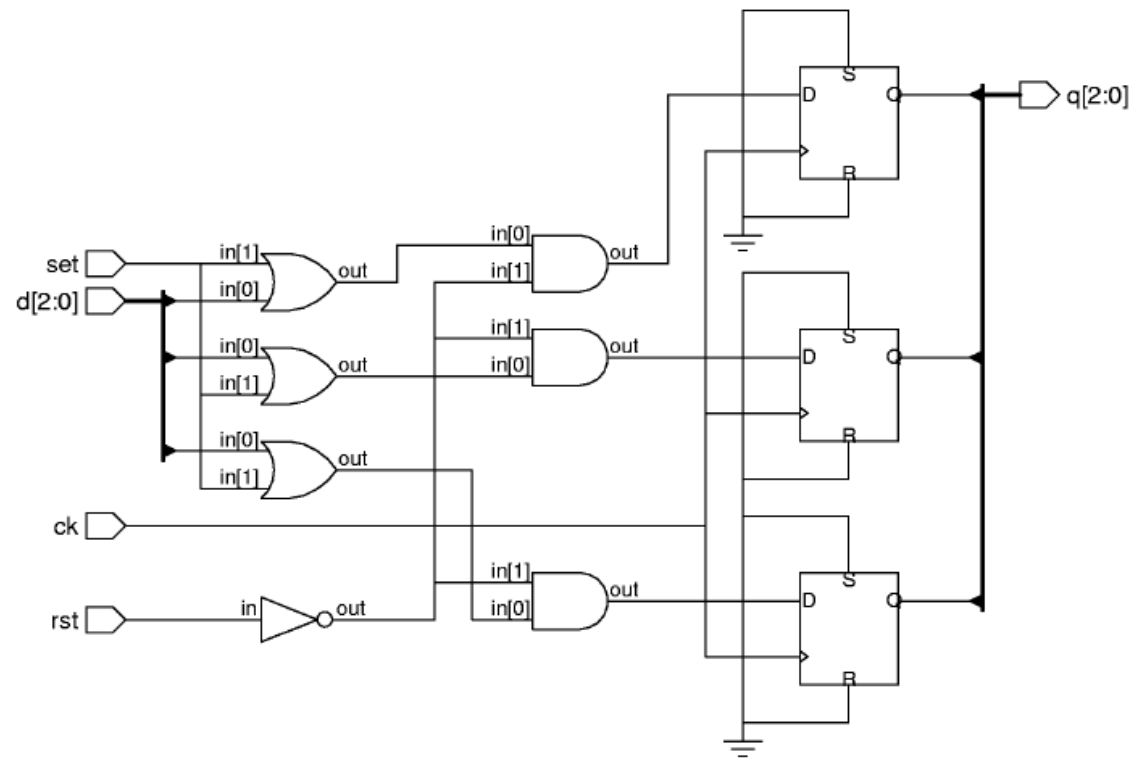 S
D
Q
q[2:0]
R
set
in[1]
out
in[0]
in[0]
in[1]
out
d[2:0]
in[0]
in[1]
out
in[1]
in[0]
out
S
D
Q
R
in[0]
in[1]
out
ck
in[1]
in[0]
out
S
D
Q
R
rst
in
out